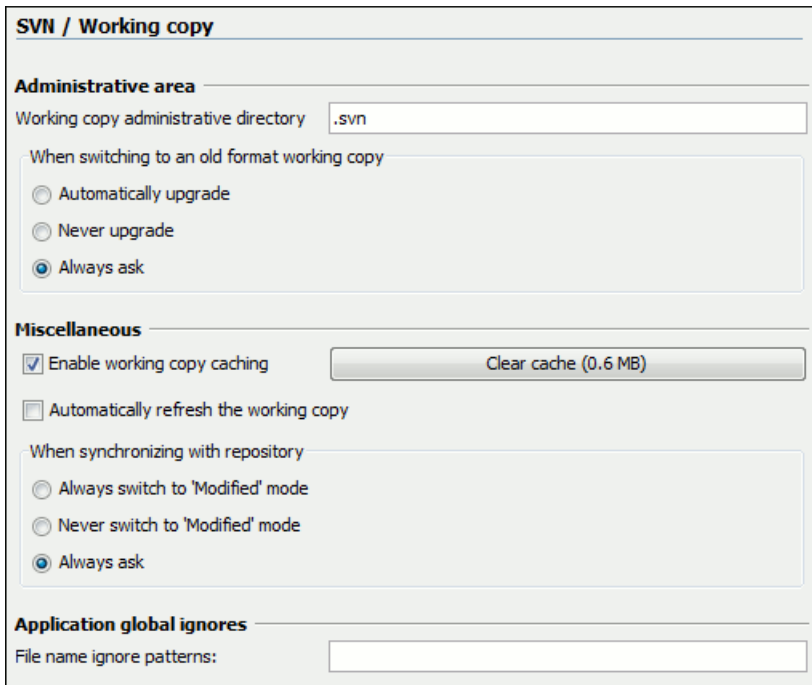 SVN / Working copy
Administrative area
Working copy administrative directory .svn
When switching to an old format working copy
Automatically upgrade
Never upgrade
Always ask
Miscellaneous
Enable working copy caching Clear cache (0.6 MB)
Automatically refresh the working copy
When synchronizing with repository
Always switch to 'Modified' mode
Never switch to 'Modified' mode
Always ask
Application global ignores
File name ignore patterns: